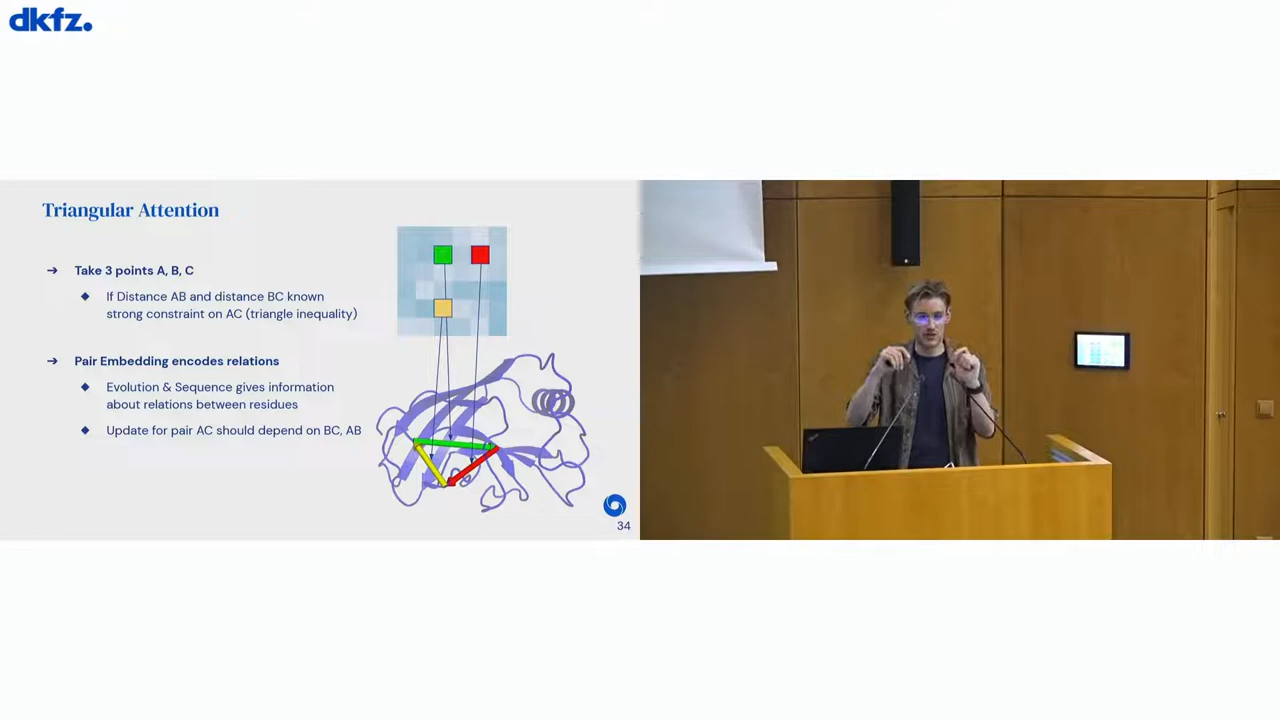 dkfz.
Triangular Attention
➔ Take 3 points A, B, C
◆ If Distance AB and distance BC known
strong constraint on AC (triangle inequality)
➔ Pair Embedding encodes relations
◆ Evolution & Sequence gives information
about relations between residues
◆ Update for pair AC should depend on BC, AB
34